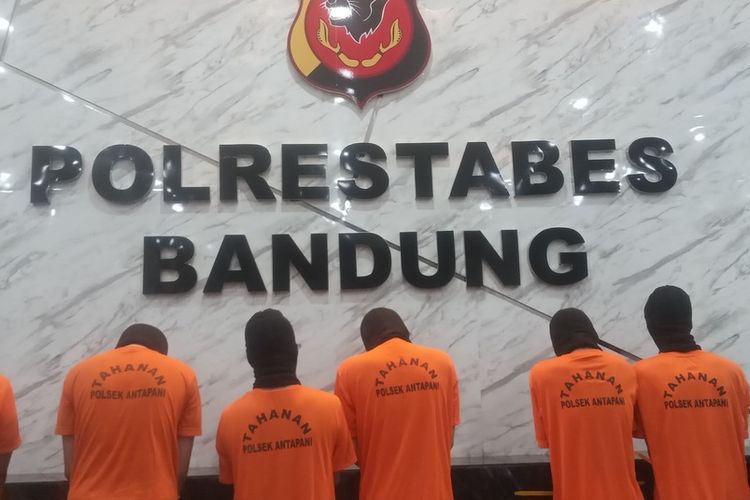 POLRESTABES
BANDUNG
TAHANAN
POLSEK ANTAPANI
TAHANAN
POLSEK ANTAPANI
TAHANAN
POLSEK ANTAPANI
TAHANAN
POLSEK ANTAPANI
TAHANAN
POLSEK ANTAPANI